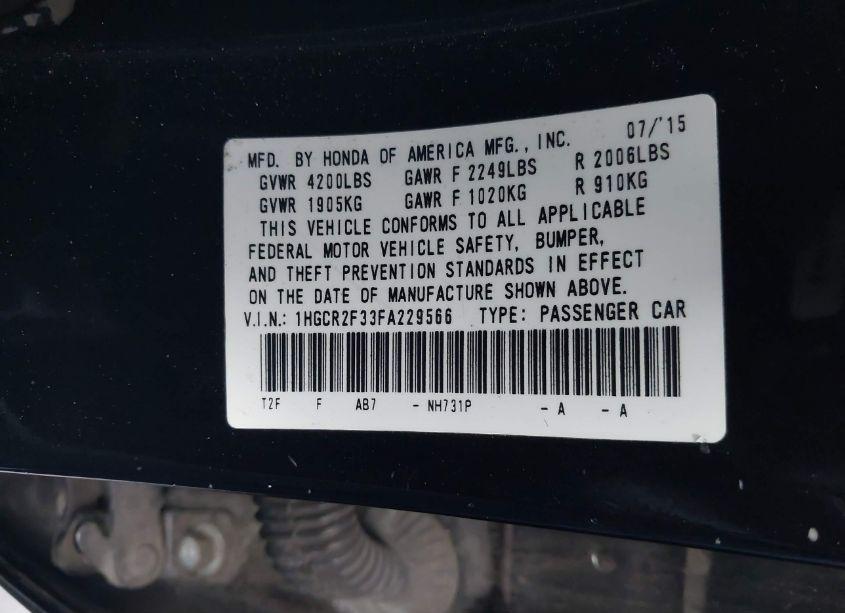 MFD. BY HONDA OF AMERICA MFG., INC. 07/'15
GVWR 4200LBS GAWR F 2249LBS R 2006LBS
GVWR 1905KG GAWR F 1020KG R 910KG
THIS VEHICLE CONFORMS TO ALL APPLICABLE
FEDERAL MOTOR VEHICLE SAFETY, BUMPER,
AND THEFT PREVENTION STANDARDS IN EFFECT
ON THE DATE OF MANUFACTURE SHOWN ABOVE.
V.I.N.: 1HGCR2F33FA229566 TYPE: PASSENGER CAR
T2F F AB7 - NH731P - A - A